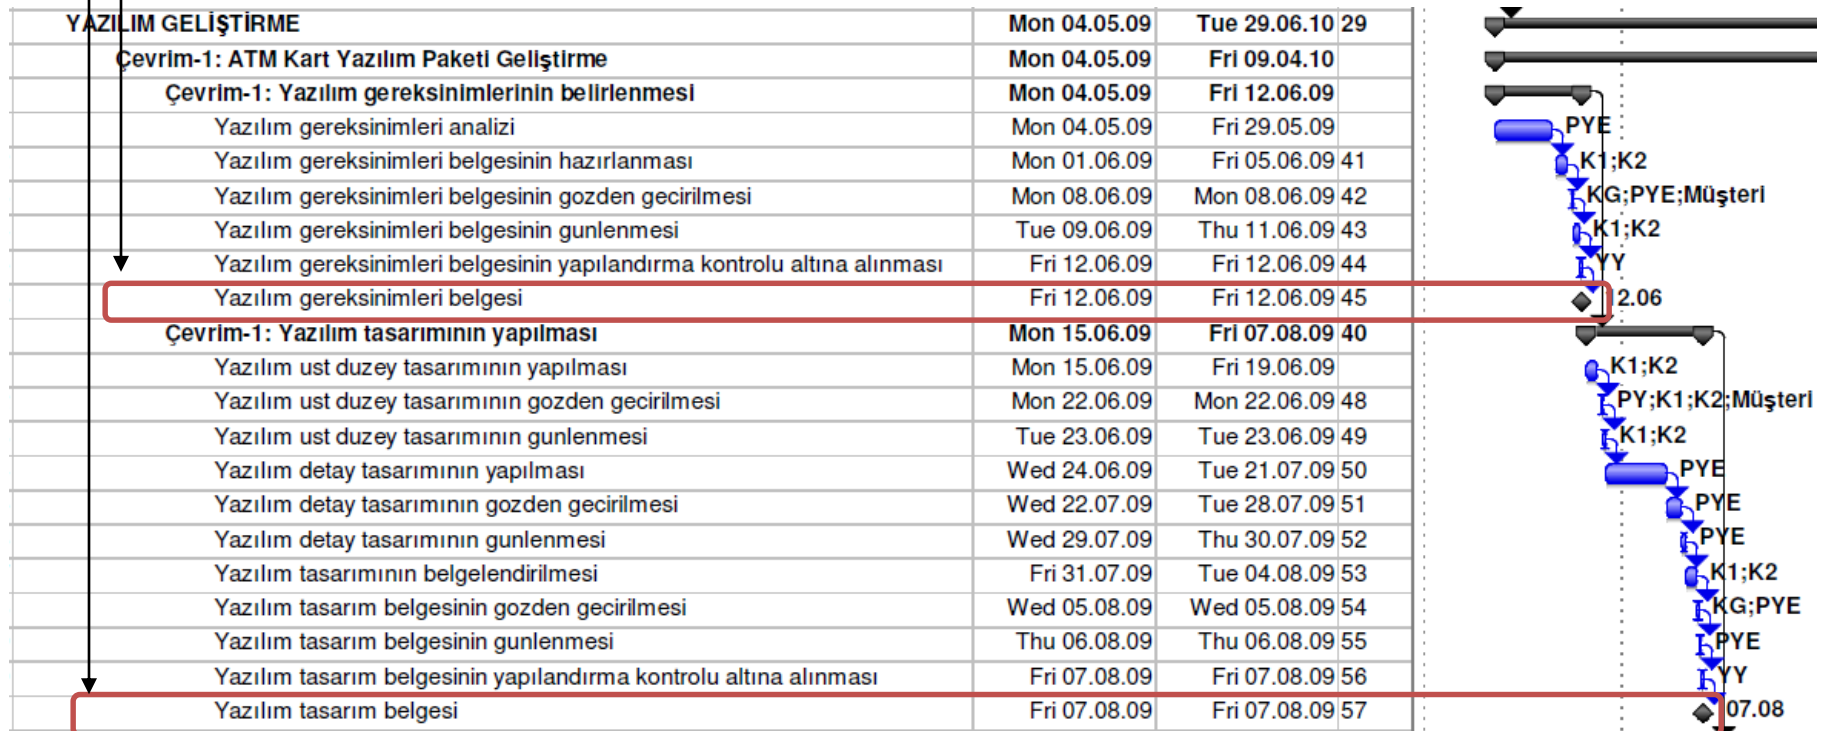 YAZILIM GELİŞTİRME Mon 04.05.09 Tue 29.06.10 29
Çevrim-1: ATM Kart Yazılım Paketi Geliştirme Mon 04.05.09 Fri 09.04.10
Çevrim-1: Yazılım gereksinimlerinin belirlenmesi Mon 04.05.09 Fri 12.06.09
Yazılım gereksinimleri analizi Mon 04.05.09 Fri 29.05.09 PYE
Yazılım gereksinimleri belgesinin hazırlanması Mon 01.06.09 Fri 05.06.09 41 K1;K2
Yazılım gereksinimleri belgesinin gozden gecirilmesi Mon 08.06.09 Mon 08.06.09 42 KG;PYE;Müşteri
Yazılım gereksinimleri belgesinin gunlenmesi Tue 09.06.09 Thu 11.06.09 43 K1;K2
Yazılım gereksinimleri belgesinin yapılandırma kontrolu altına alınması Fri 12.06.09 Fri 12.06.09 44 YY
Yazılım gereksinimleri belgesi Fri 12.06.09 Fri 12.06.09 45 12.06
Çevrim-1: Yazılım tasarımının yapılması Mon 15.06.09 Fri 07.08.09 40
Yazılım ust duzey tasarımının yapılması Mon 15.06.09 Fri 19.06.09 K1;K2
Yazılım ust duzey tasarımının gozden gecirilmesi Mon 22.06.09 Mon 22.06.09 48 PY;K1;K2;Müşteri
Yazılım ust duzey tasarımının gunlenmesi Tue 23.06.09 Tue 23.06.09 49 K1;K2
Yazılım detay tasarımının yapılması Wed 24.06.09 Tue 21.07.09 50 PYE
Yazılım detay tasarımının gozden gecirilmesi Wed 22.07.09 Tue 28.07.09 51 PYE
Yazılım detay tasarımının gunlenmesi Wed 29.07.09 Thu 30.07.09 52 PYE
Yazılım tasarımının belgelendirilmesi Fri 31.07.09 Tue 04.08.09 53 K1;K2
Yazılım tasarım belgesinin gozden gecirilmesi Wed 05.08.09 Wed 05.08.09 54 KG;PYE
Yazılım tasarım belgesinin gunlenmesi Thu 06.08.09 Thu 06.08.09 55 PYE
Yazılım tasarım belgesinin yapılandırma kontrolu altına alınması Fri 07.08.09 Fri 07.08.09 56 YY
Yazılım tasarım belgesi Fri 07.08.09 Fri 07.08.09 57 07.08